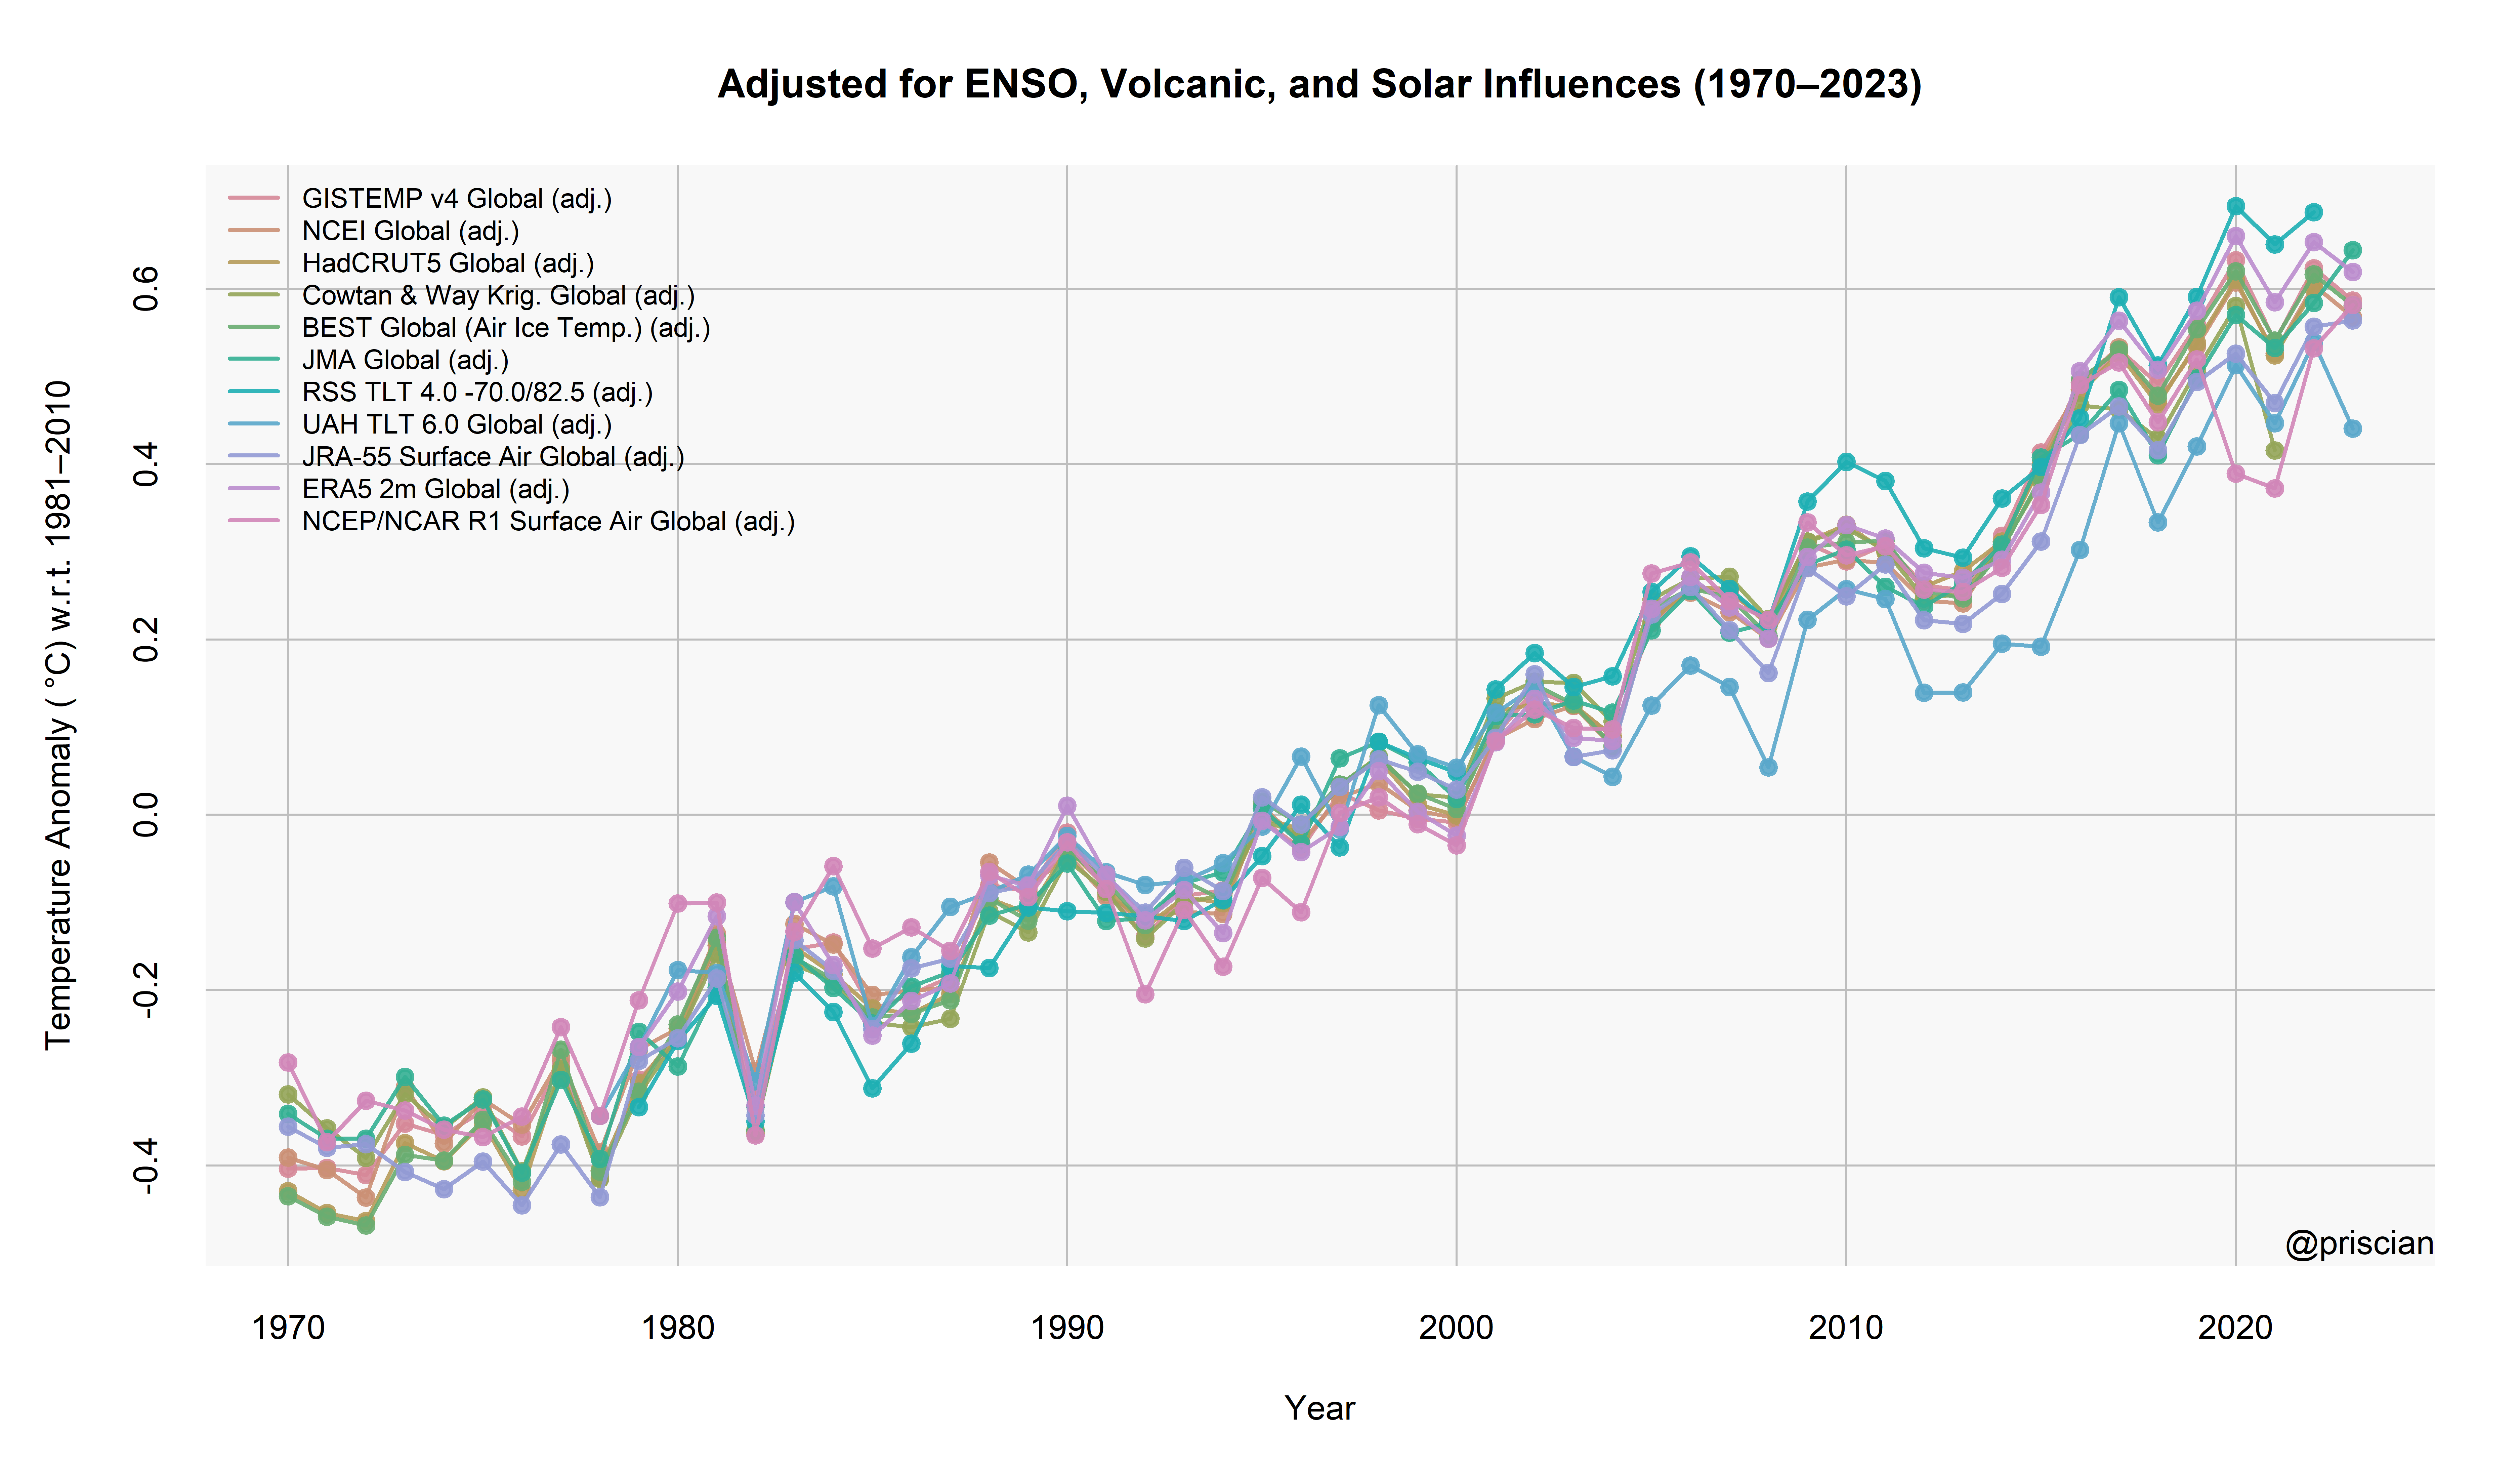 Adjusted for ENSO, Volcanic, and Solar Influences (1970–2023)
GISTEMP v4 Global (adj.)
NCEI Global (adj.)
HadCRUT5 Global (adj.)
Cowtan & Way Krig. Global (adj.)
BEST Global (Air Ice Temp.) (adj.)
JMA Global (adj.)
RSS TLT 4.0 -70.0/82.5 (adj.)
UAH TLT 6.0 Global (adj.)
JRA-55 Surface Air Global (adj.)
ERA5 2m Global (adj.)
NCEP/NCAR R1 Surface Air Global (adj.)
Temperature Anomaly ( °C) w.r.t. 1981–2010
0.6
0.4
0.2
0.0
-0.2
-0.4
@priscian
1970 1980 1990 2000 2010 2020
Year